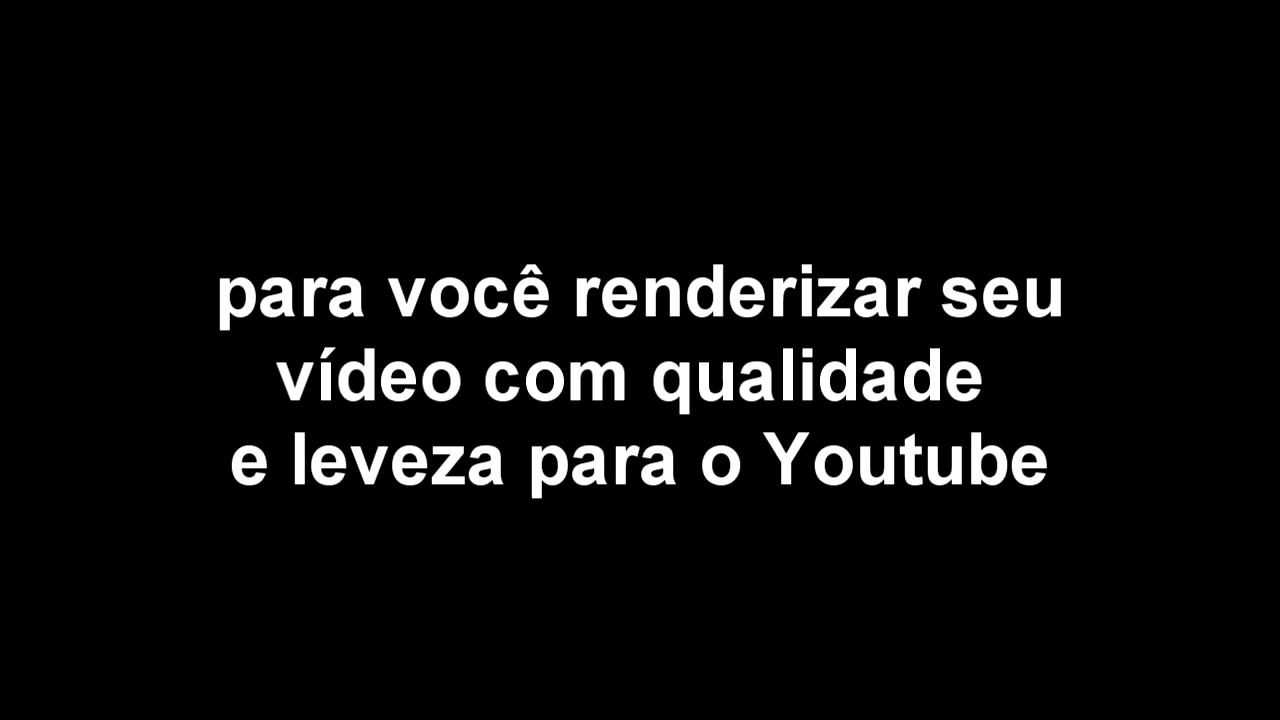 para você renderizar seu
vídeo com qualidade
e leveza para o Youtube